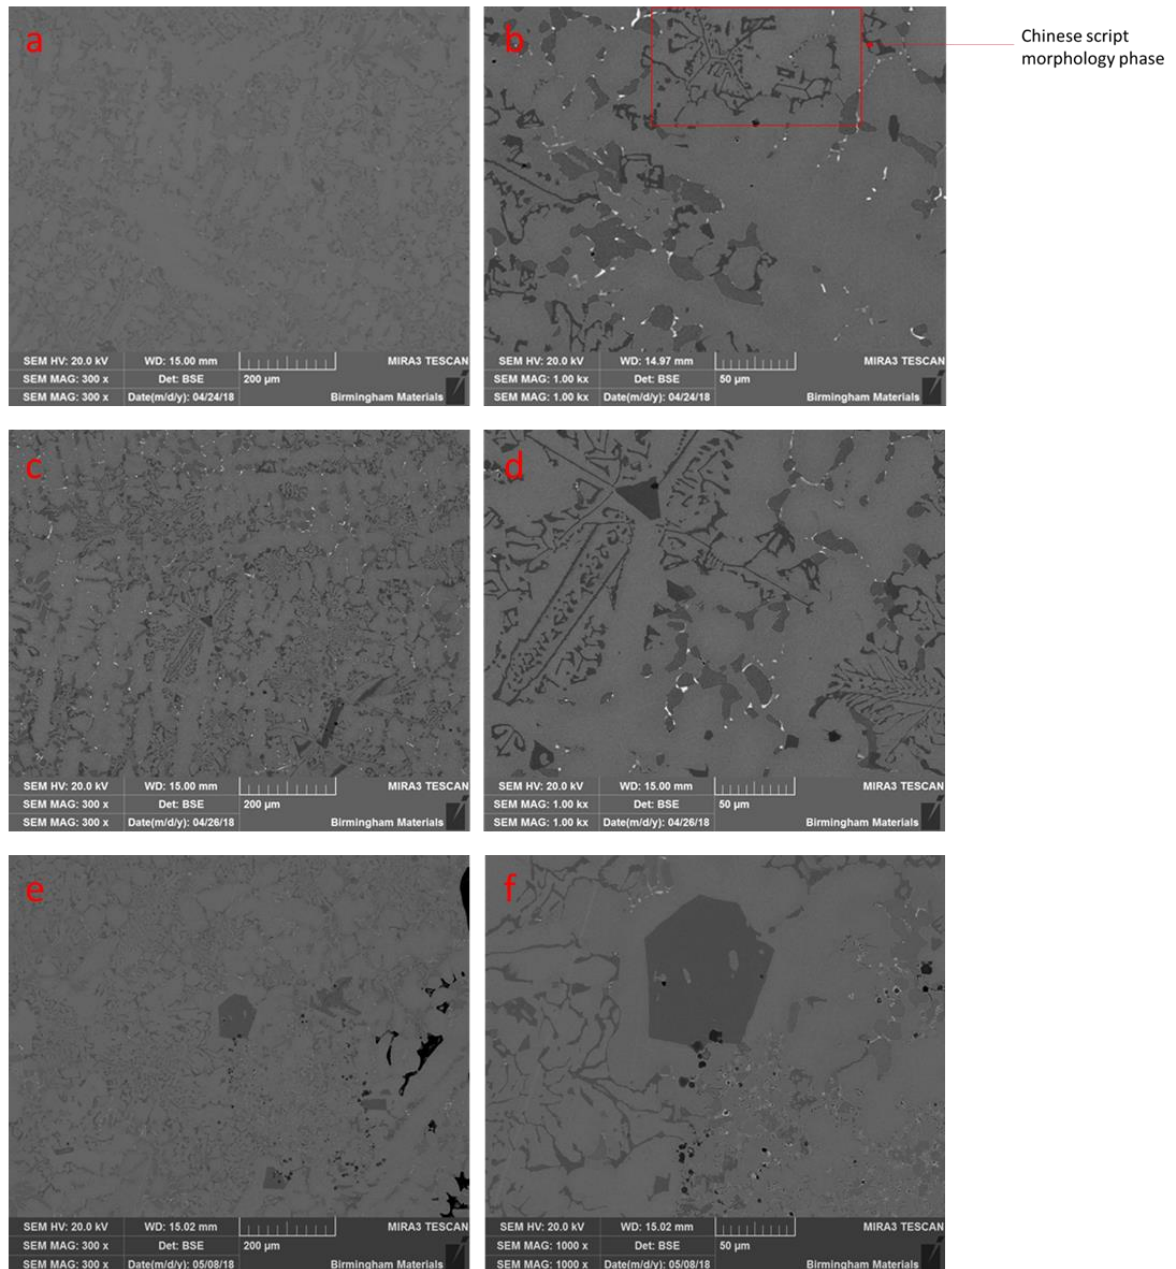 a
SEM HV: 20.0 kV WD: 15.00 mm MIRA3 TESCAN
SEM MAG: 300 x Det: BSE 200 µm
SEM MAG: 300 x Date(m/d/y): 04/24/18 Birmingham Materials
b
Chinese script
morphology phase
SEM HV: 20.0 kV WD: 14.97 mm MIRA3 TESCAN
SEM MAG: 1.00 kx Det: BSE 50 µm
SEM MAG: 1.00 kx Date(m/d/y): 04/24/18 Birmingham Materials
c
SEM HV: 20.0 kV WD: 15.00 mm MIRA3 TESCAN
SEM MAG: 300 x Det: BSE 200 µm
SEM MAG: 300 x Date(m/d/y): 04/26/18 Birmingham Materials
d
SEM HV: 20.0 kV WD: 15.00 mm MIRA3 TESCAN
SEM MAG: 1.00 kx Det: BSE 50 µm
SEM MAG: 1.00 kx Date(m/d/y): 04/26/18 Birmingham Materials
e
SEM HV: 20.0 kV WD: 15.02 mm MIRA3 TESCAN
SEM MAG: 300 x Det: BSE 200 µm
SEM MAG: 300 x Date(m/d/y): 05/08/18 Birmingham Materials
f
SEM HV: 20.0 kV WD: 15.02 mm MIRA3 TESCAN
SEM MAG: 1000 x Det: BSE 50 µm
SEM MAG: 1000 x Date(m/d/y): 05/08/18 Birmingham Materials